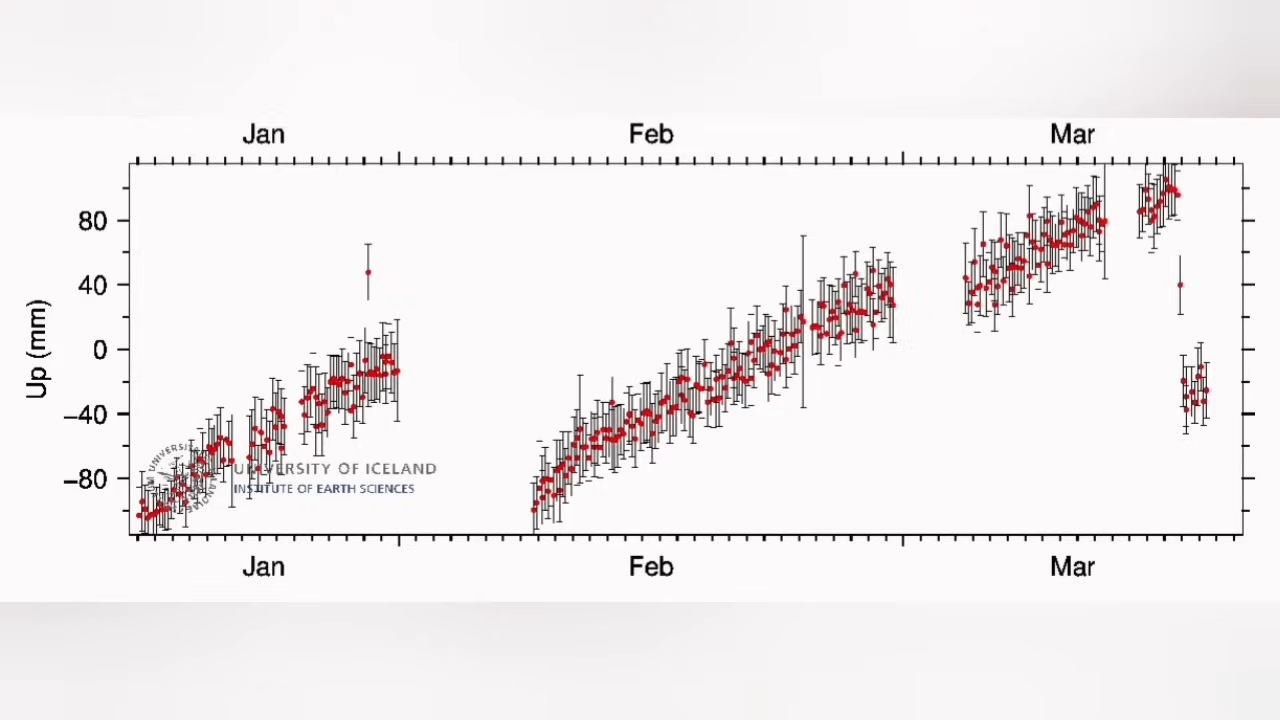 Jan Feb Mar
80
40
0
−40
−80
Up (mm)
UNIVERSITY OF ICELAND
INSTITUTE OF EARTH SCIENCES
Jan Feb Mar